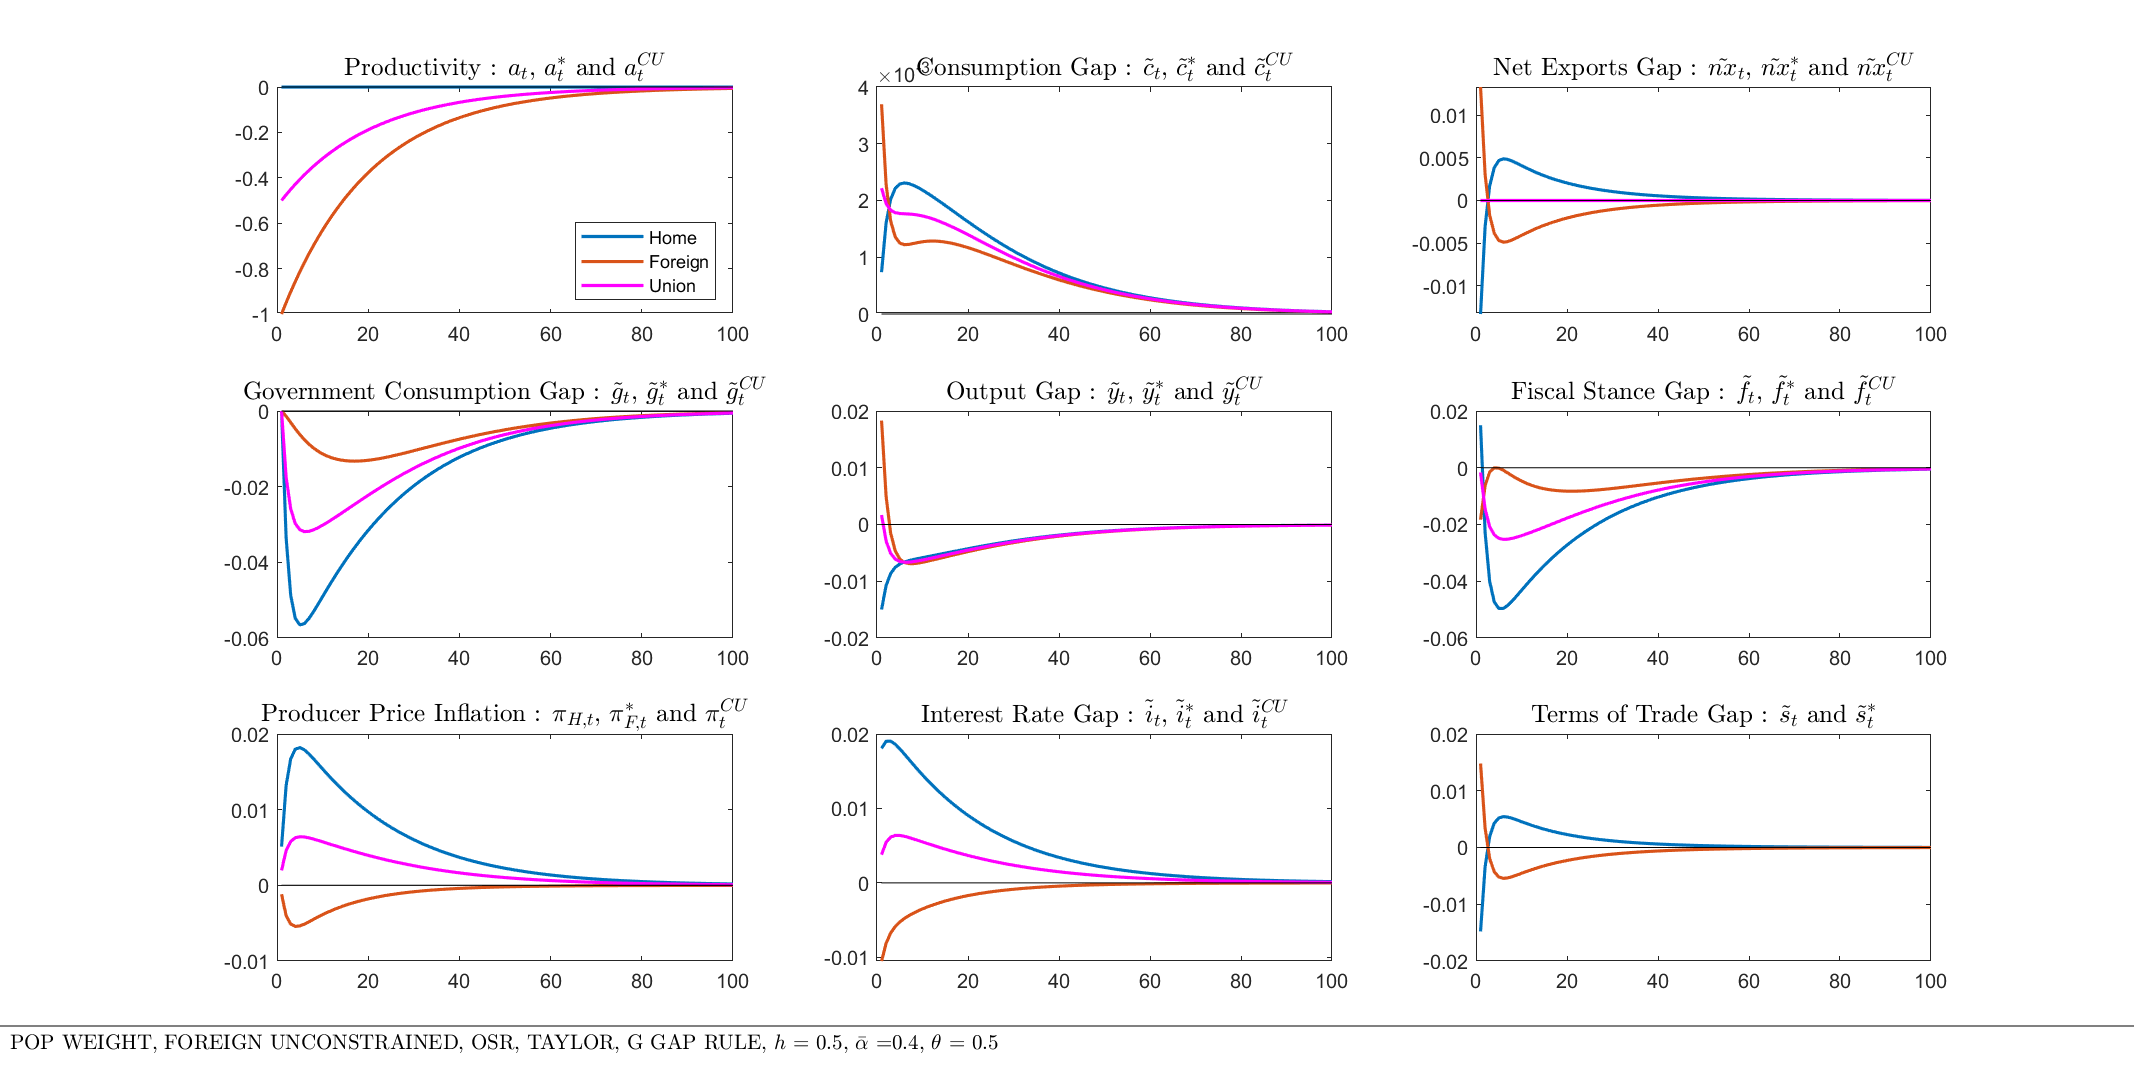 Productivity : a_t, a_t^* and a_t^{CU}
0
-0.2
-0.4
-0.6
-0.8
-1
0 20 40 60 80 100
Home
Foreign
Union
×10
Consumption Gap : c̃_t, c̃_t^* and c̃_t^{CU}
4
3
2
1
0
0 20 40 60 80 100
Net Exports Gap : ñx_t, ñx_t^* and ñx_t^{CU}
0.01
0.005
0
-0.005
-0.01
0 20 40 60 80 100
Government Consumption Gap : g̃_t, g̃_t^* and g̃_t^{CU}
0
-0.02
-0.04
-0.06
0 20 40 60 80 100
Output Gap : ỹ_t, ỹ_t^* and ỹ_t^{CU}
0.02
0.01
0
-0.01
-0.02
0 20 40 60 80 100
Fiscal Stance Gap : f̃_t, f̃_t^* and f̃_t^{CU}
0.02
0
-0.02
-0.04
-0.06
0 20 40 60 80 100
Producer Price Inflation : π_{H,t}, π_{F,t}^* and π_t^{CU}
0.02
0.01
0
-0.01
0 20 40 60 80 100
Interest Rate Gap : ĩ_t, ĩ_t^* and ĩ_t^{CU}
0.02
0.01
0
-0.01
0 20 40 60 80 100
Terms of Trade Gap : s̃_t and s̃_t^*
0.02
0.01
0
-0.01
-0.02
0 20 40 60 80 100
POP WEIGHT, FOREIGN UNCONSTRAINED, OSR, TAYLOR, G GAP RULE, h = 0.5, ᾱ =0.4, θ = 0.5